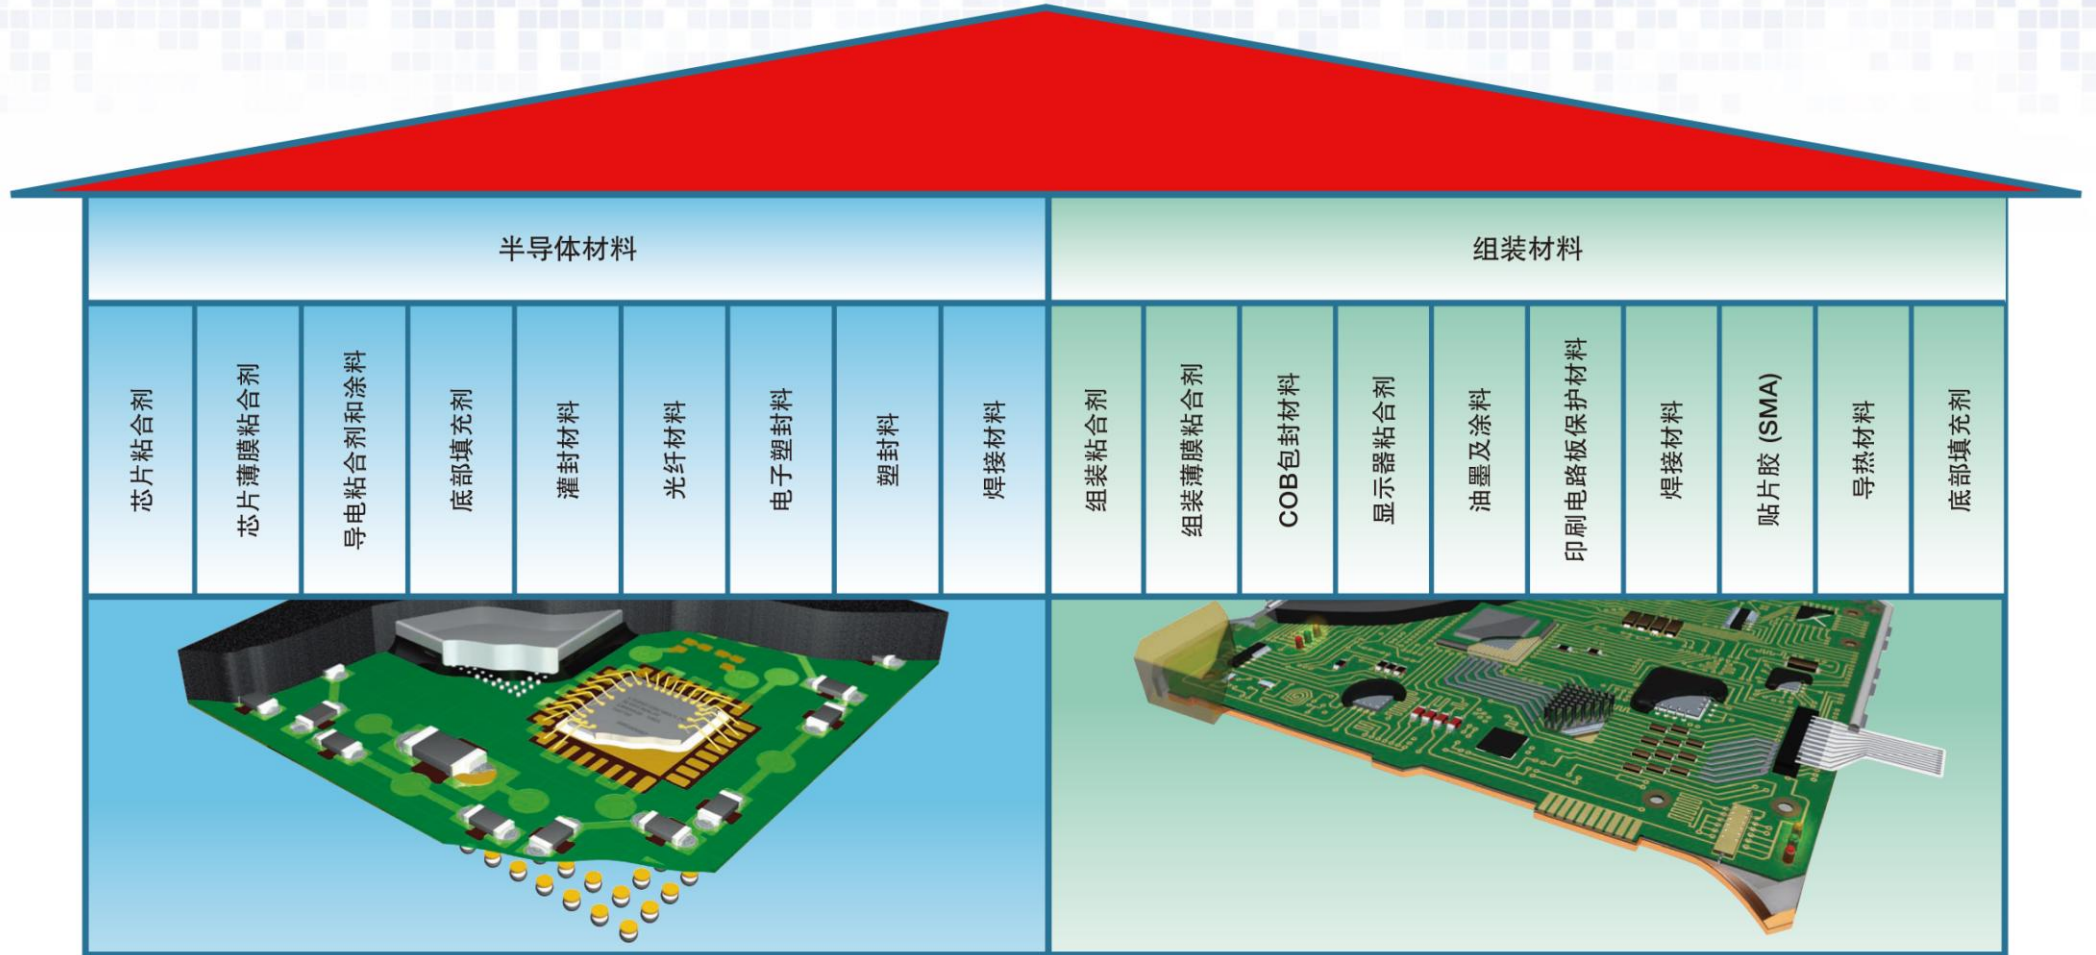 半导体材料
组装材料
芯片粘合剂
芯片薄膜粘合剂
导电粘合剂和涂料
底部填充剂
灌封材料
光纤材料
电子塑封料
塑封料
焊接材料
组装粘合剂
组装薄膜粘合剂
COB包封材料
显示器粘合剂
油墨及涂料
印刷电路板保护材料
焊接材料
贴片胶 (SMA)
导热材料
底部填充剂